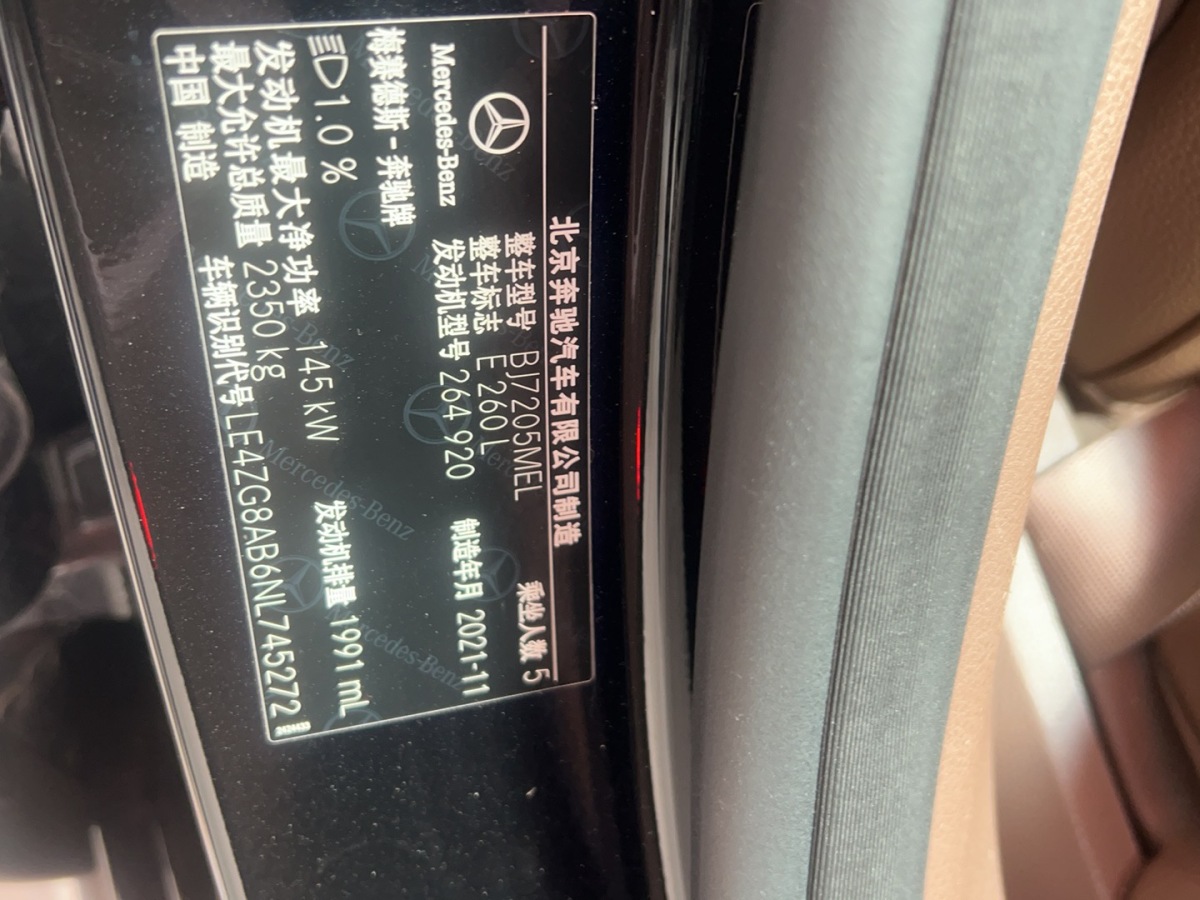 北京奔驰汽车有限公司制造
Mercedes-Benz
整车型号 BJ7205MEL 乘坐人数 5
整车标志 E 260 L
发动机型号 264 920 制造年月 2021-11
梅赛德斯-奔驰牌
1.0 %
发动机最大净功率 145 kW 发动机排量 1991 mL
最大允许总质量 2350 kg
中国 制造 车辆识别代号 LE4ZG8AB6NL745272